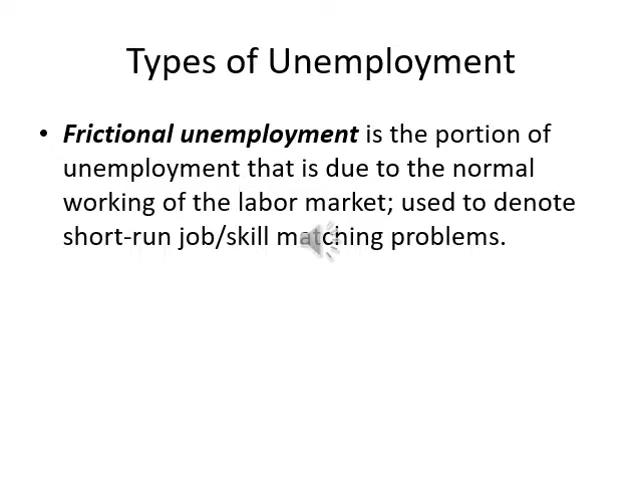 Types of Unemployment
• Frictional unemployment is the portion of
unemployment that is due to the normal
working of the labor market; used to denote
short-run job/skill matching problems.